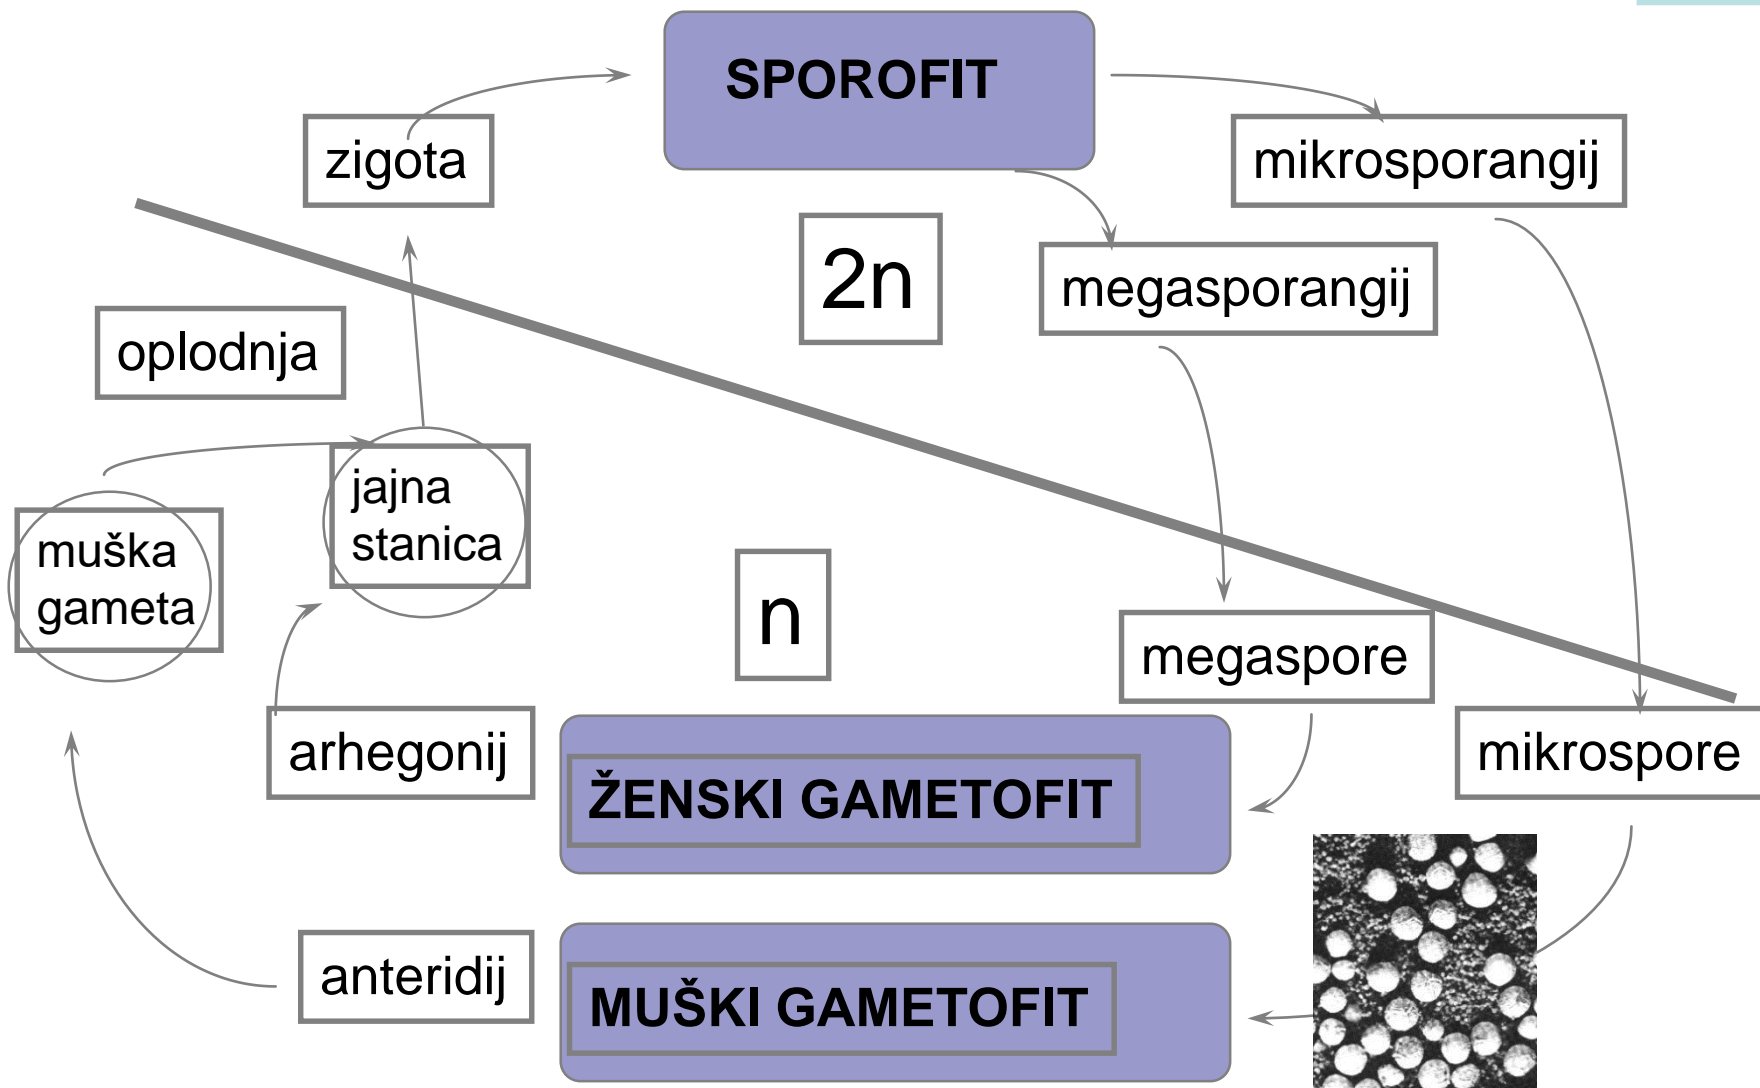 SPOROFIT
zigota
mikrosporangij
2n
megasporangij
oplodnja
jajna
stanica
muška
gameta
n
megaspore
arhegonij
ŽENSKI GAMETOFIT
mikrospore
anteridij
MUŠKI GAMETOFIT